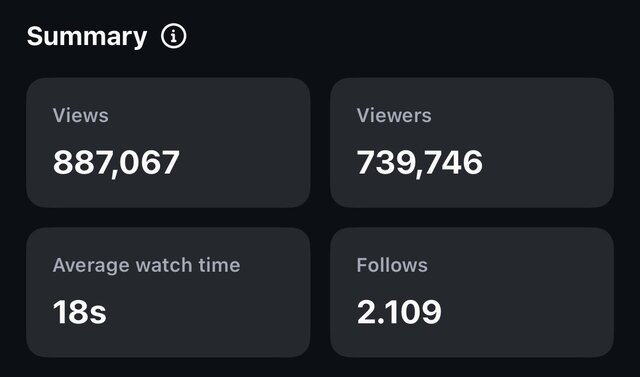 Summary
Views
887,067
Viewers
739,746
Average watch time
18s
Follows
2.109